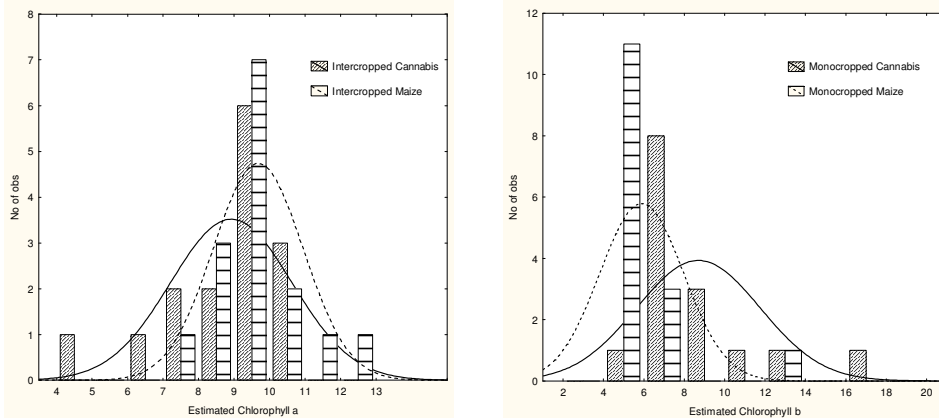 8
7
6
5
4
3
2
1
0
No of obs
Intercropped Cannabis
Intercropped Maize
4 5 6 7 8 9 10 11 12 13
Estimated Chlorophyll a
12
10
8
6
4
2
0
No of obs
Monocropped Cannabis
Monocropped Maize
2 4 6 8 10 12 14 16 18 20
Estimated Chlorophyll b